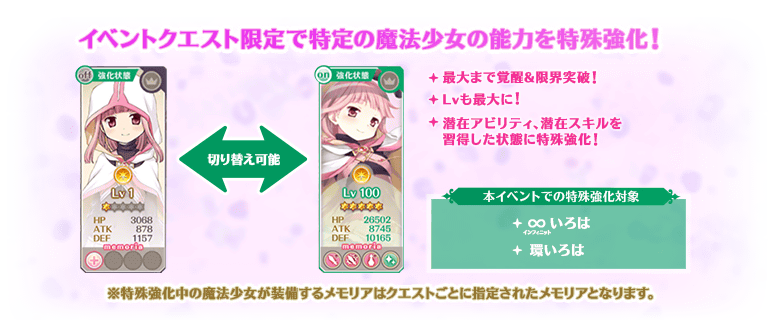 イベントクエスト限定で特定の魔法少女の能力を特殊強化！
off 強化状態
Lv 1
HP 3068
ATK 878
DEF 1157
memoria
切り替え可能
on 強化状態
Lv 100
HP 26502
ATK 8745
DEF 10165
memoria
最大まで覚醒&限界突破！
Lvも最大に！
潜在アビリティ、潜在スキルを
習得した状態に特殊強化！
本イベントでの特殊強化対象
∞いろは
インフィニット
環いろは
※特殊強化中の魔法少女が装備するメモリアはクエストごとに指定されたメモリアとなります。